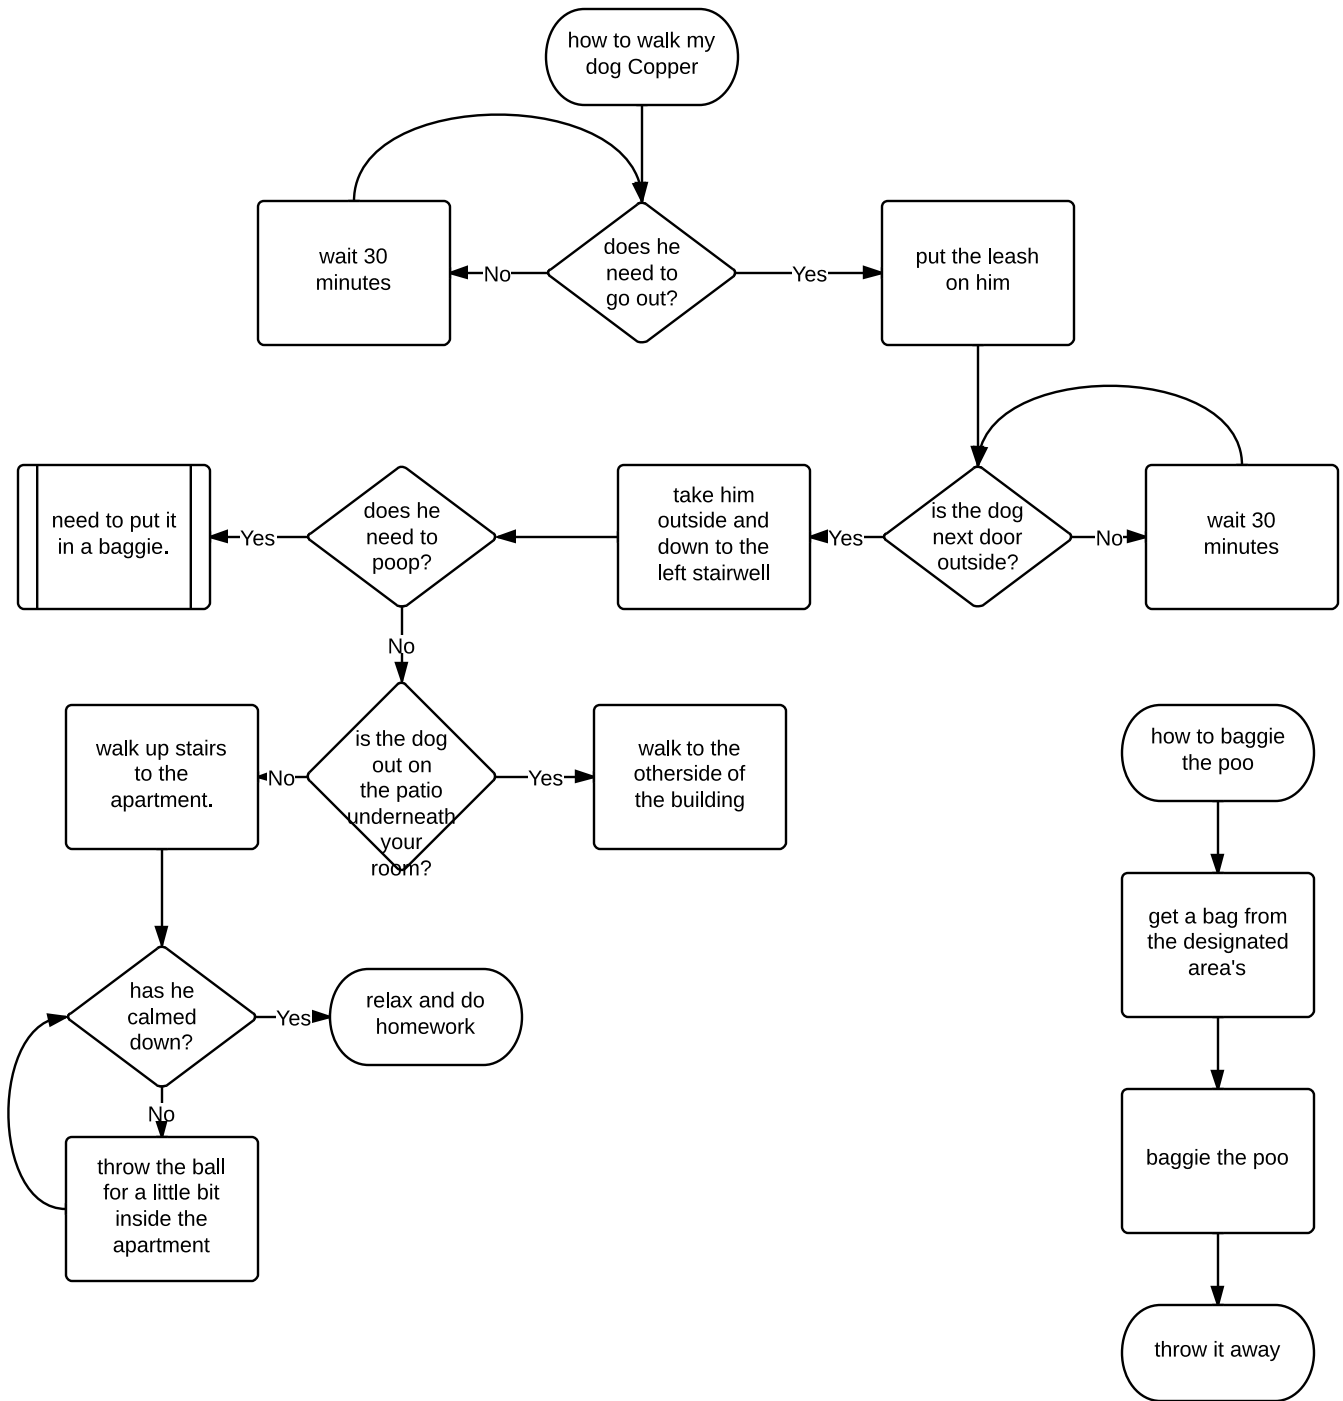 how to walk my
dog Copper
wait 30
minutes
No
does he
need to
go out?
Yes
put the leash
on him
need to put it
in a baggie.
Yes
does he
need to
poop?
take him
outside and
down to the
left stairwell
Yes
is the dog
next door
outside?
No
wait 30
minutes
No
walk up stairs
to the
apartment.
No
is the dog
out on
the patio
underneath
your
room?
Yes
walk to the
otherside of
the building
how to baggie
the poo
get a bag from
the designated
area's
has he
calmed
down?
Yes
relax and do
homework
No
throw the ball
for a little bit
inside the
apartment
baggie the poo
throw it away